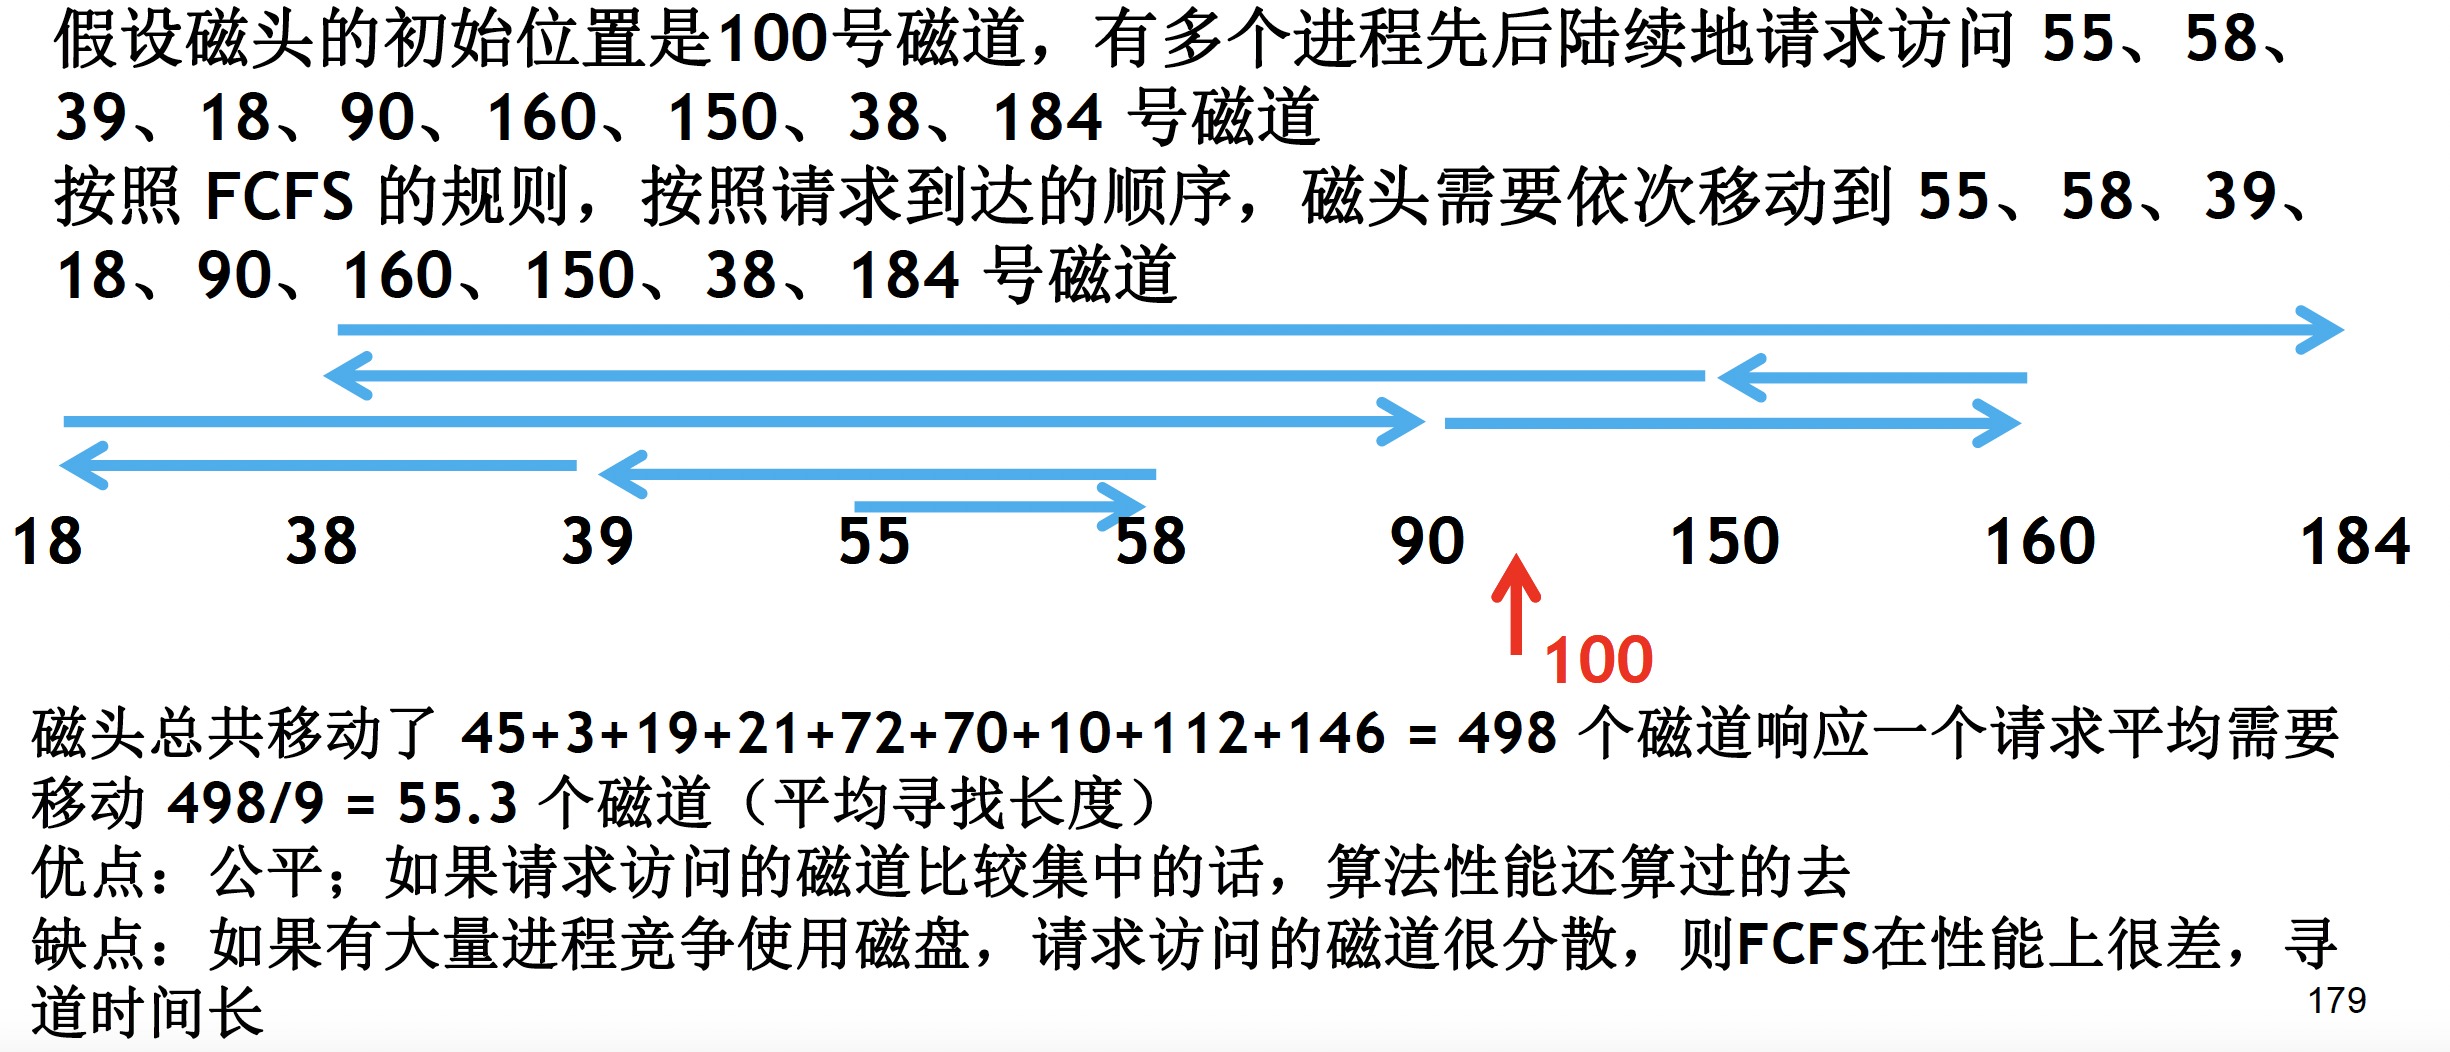 假设磁头的初始位置是100号磁道，有多个进程先后陆续地请求访问 55、58、
39、18、90、160、150、38、184 号磁道
按照 FCFS 的规则，按照请求到达的顺序，磁头需要依次移动到 55、58、39、
18、90、160、150、38、184 号磁道
18 38 39 55 58 90 150 160 184
100
磁头总共移动了 45+3+19+21+72+70+10+112+146 = 498 个磁道响应一个请求平均需要
移动 498/9 = 55.3 个磁道（平均寻找长度）
优点：公平；如果请求访问的磁道比较集中的话，算法性能还算过的去
缺点：如果有大量进程竞争使用磁盘，请求访问的磁道很分散，则FCFS在性能上很差，寻
道时间长
179